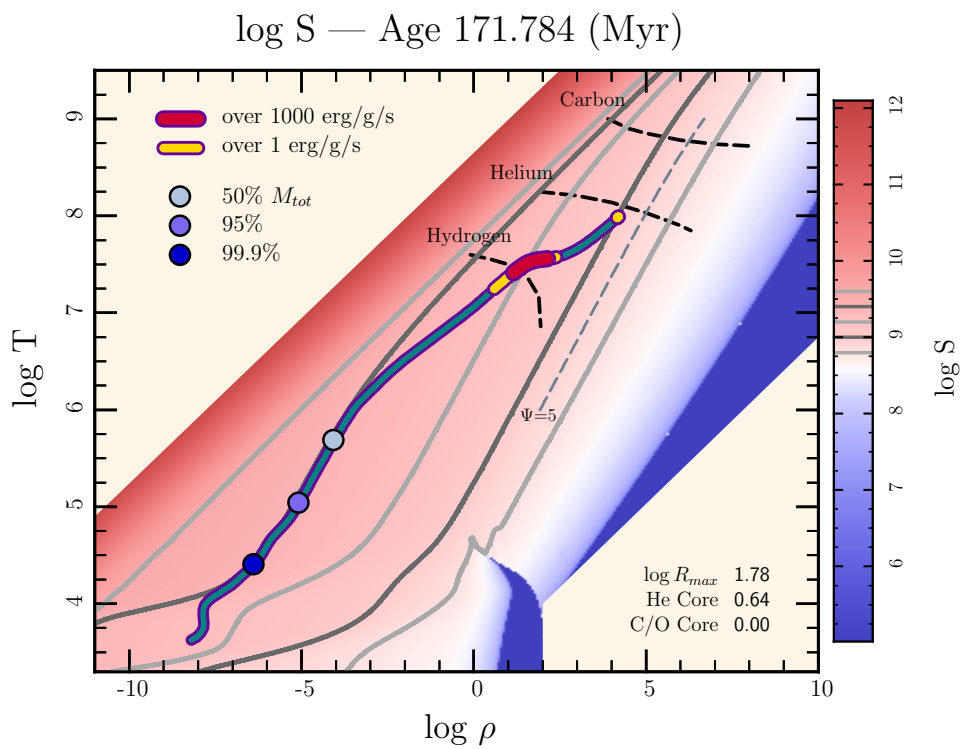 log S — Age 171.784 (Myr)
over 1000 erg/g/s
over 1 erg/g/s
50% M_tot
95%
99.9%
Carbon
Helium
Hydrogen
Ψ=5
log R_max 1.78
He Core 0.64
C/O Core 0.00
log T
9
8
7
6
5
4
-10
-5
0
5
10
log ρ
12
11
10
9
8
7
6
log S